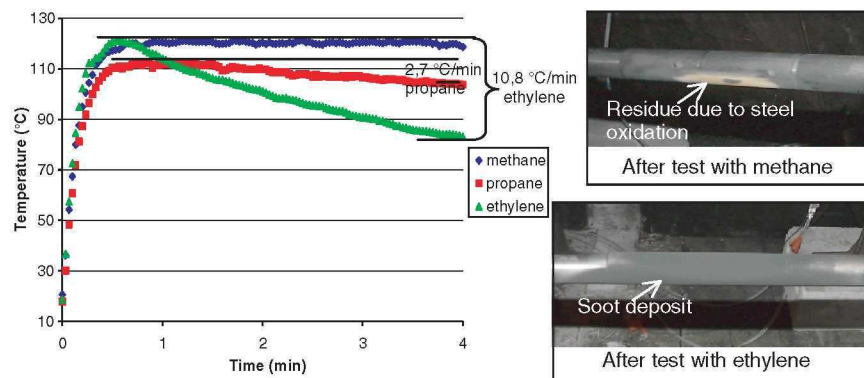 130
110
90
70
50
30
10
Temperature (°C)
0
1
2
3
4
Time (min)
2,7 °C/min
propane
10,8 °C/min
ethylene
methane
propane
ethylene
Residue due to steel
oxidation
After test with methane
Soot deposit
After test with ethylene